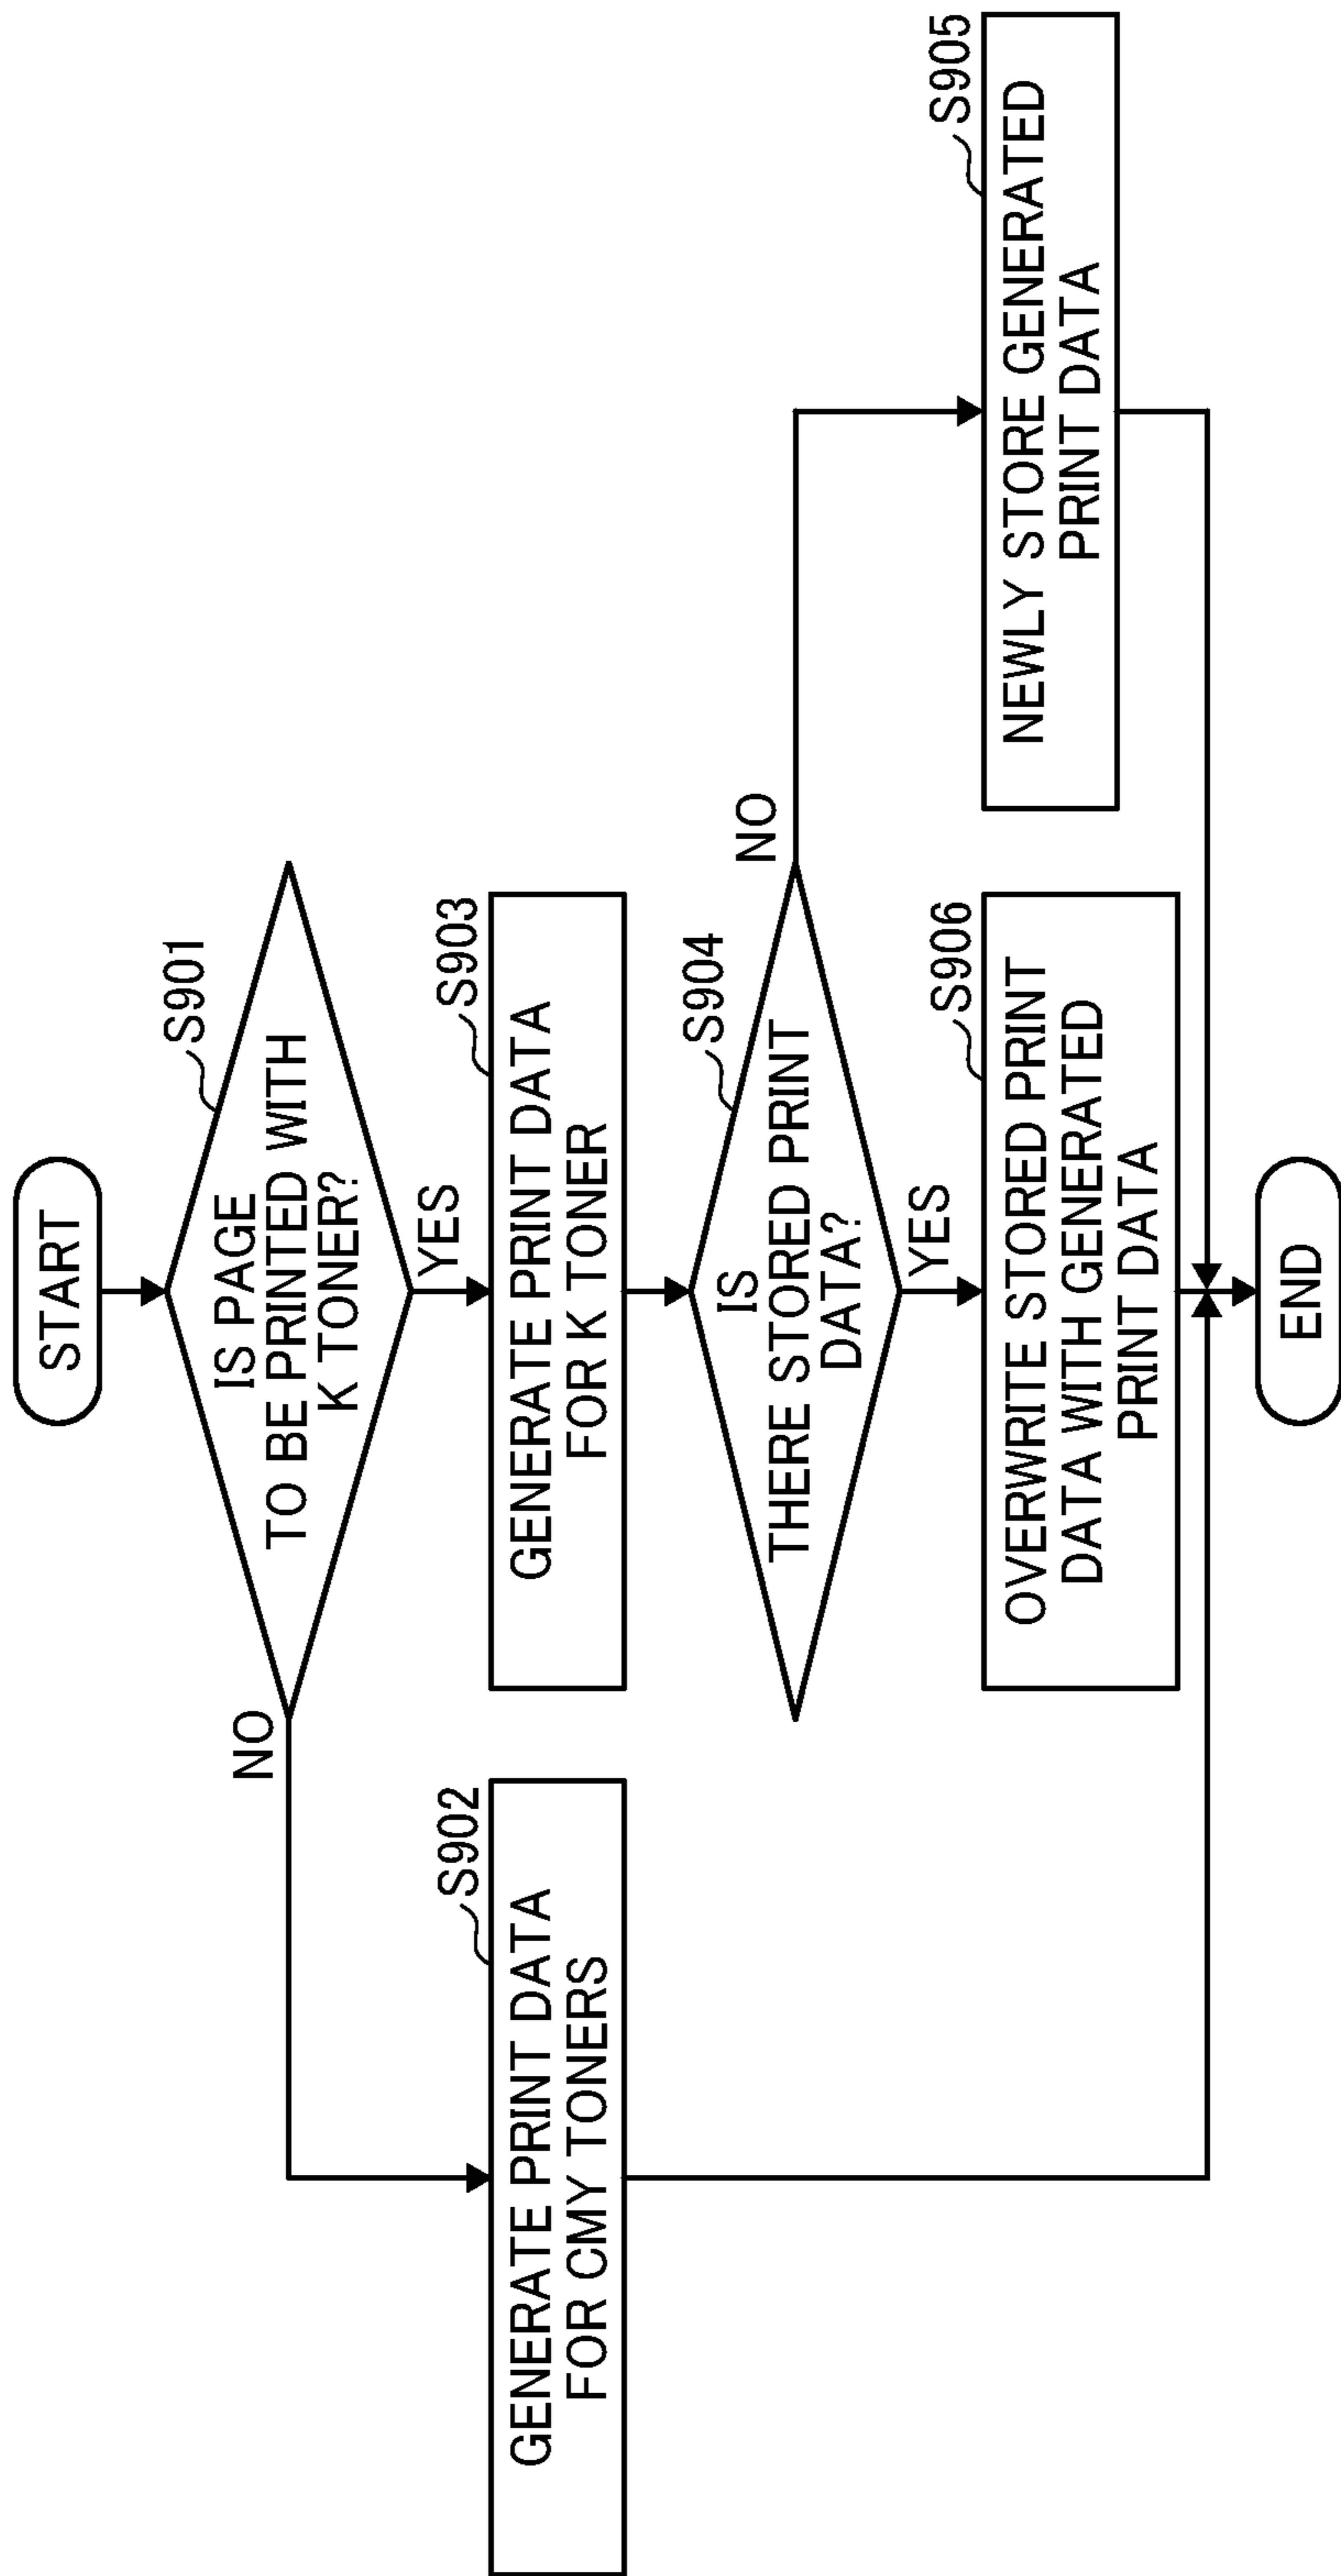 START
S901
IS PAGE
TO BE PRINTED WITH
K TONER?
NO
YES
S902
GENERATE PRINT DATA
FOR CMY TONERS
S903
GENERATE PRINT DATA
FOR K TONER
S904
IS
THERE STORED PRINT
DATA?
NO
YES
S906
OVERWRITE STORED PRINT
DATA WITH GENERATED
PRINT DATA
S905
NEWLY STORE GENERATED
PRINT DATA
END